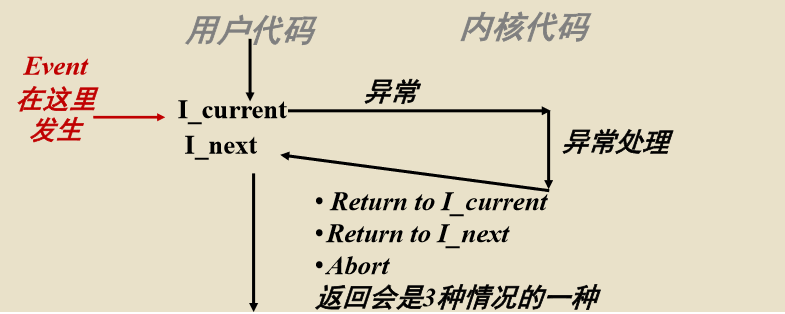 用户代码
内核代码
Event
在这里
发生
I_current
异常
I_next
异常处理
• Return to I_current
• Return to I_next
• Abort
返回会是3种情况的一种